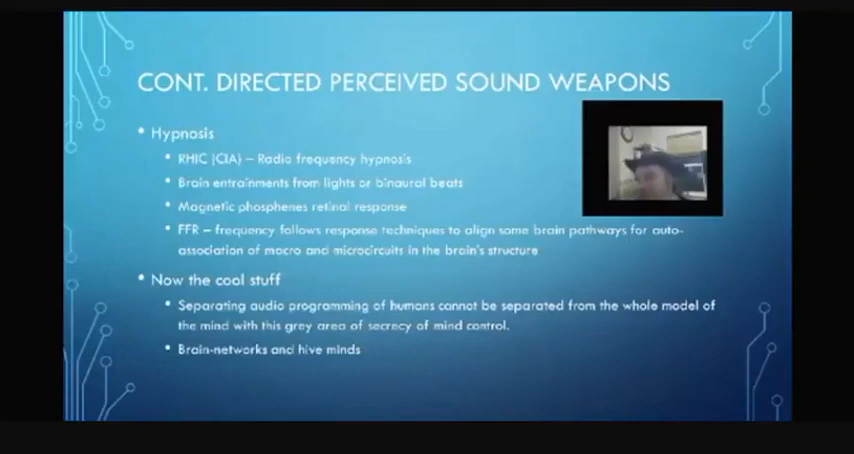 CONT. DIRECTED PERCEIVED SOUND WEAPONS
• Hypnosis
• RHIC (CIA) – Radio frequency hypnosis
• Brain entrainments from lights or binaural beats
• Magnetic phosphenes retinal response
• FFR – frequency follows response techniques to align some brain pathways for auto-
association of macro and microcircuits in the brain's structure
• Now the cool stuff
• Separating audio programming of humans cannot be separated from the whole model of
the mind with this grey area of secrecy of mind control.
• Brain-networks and hive minds